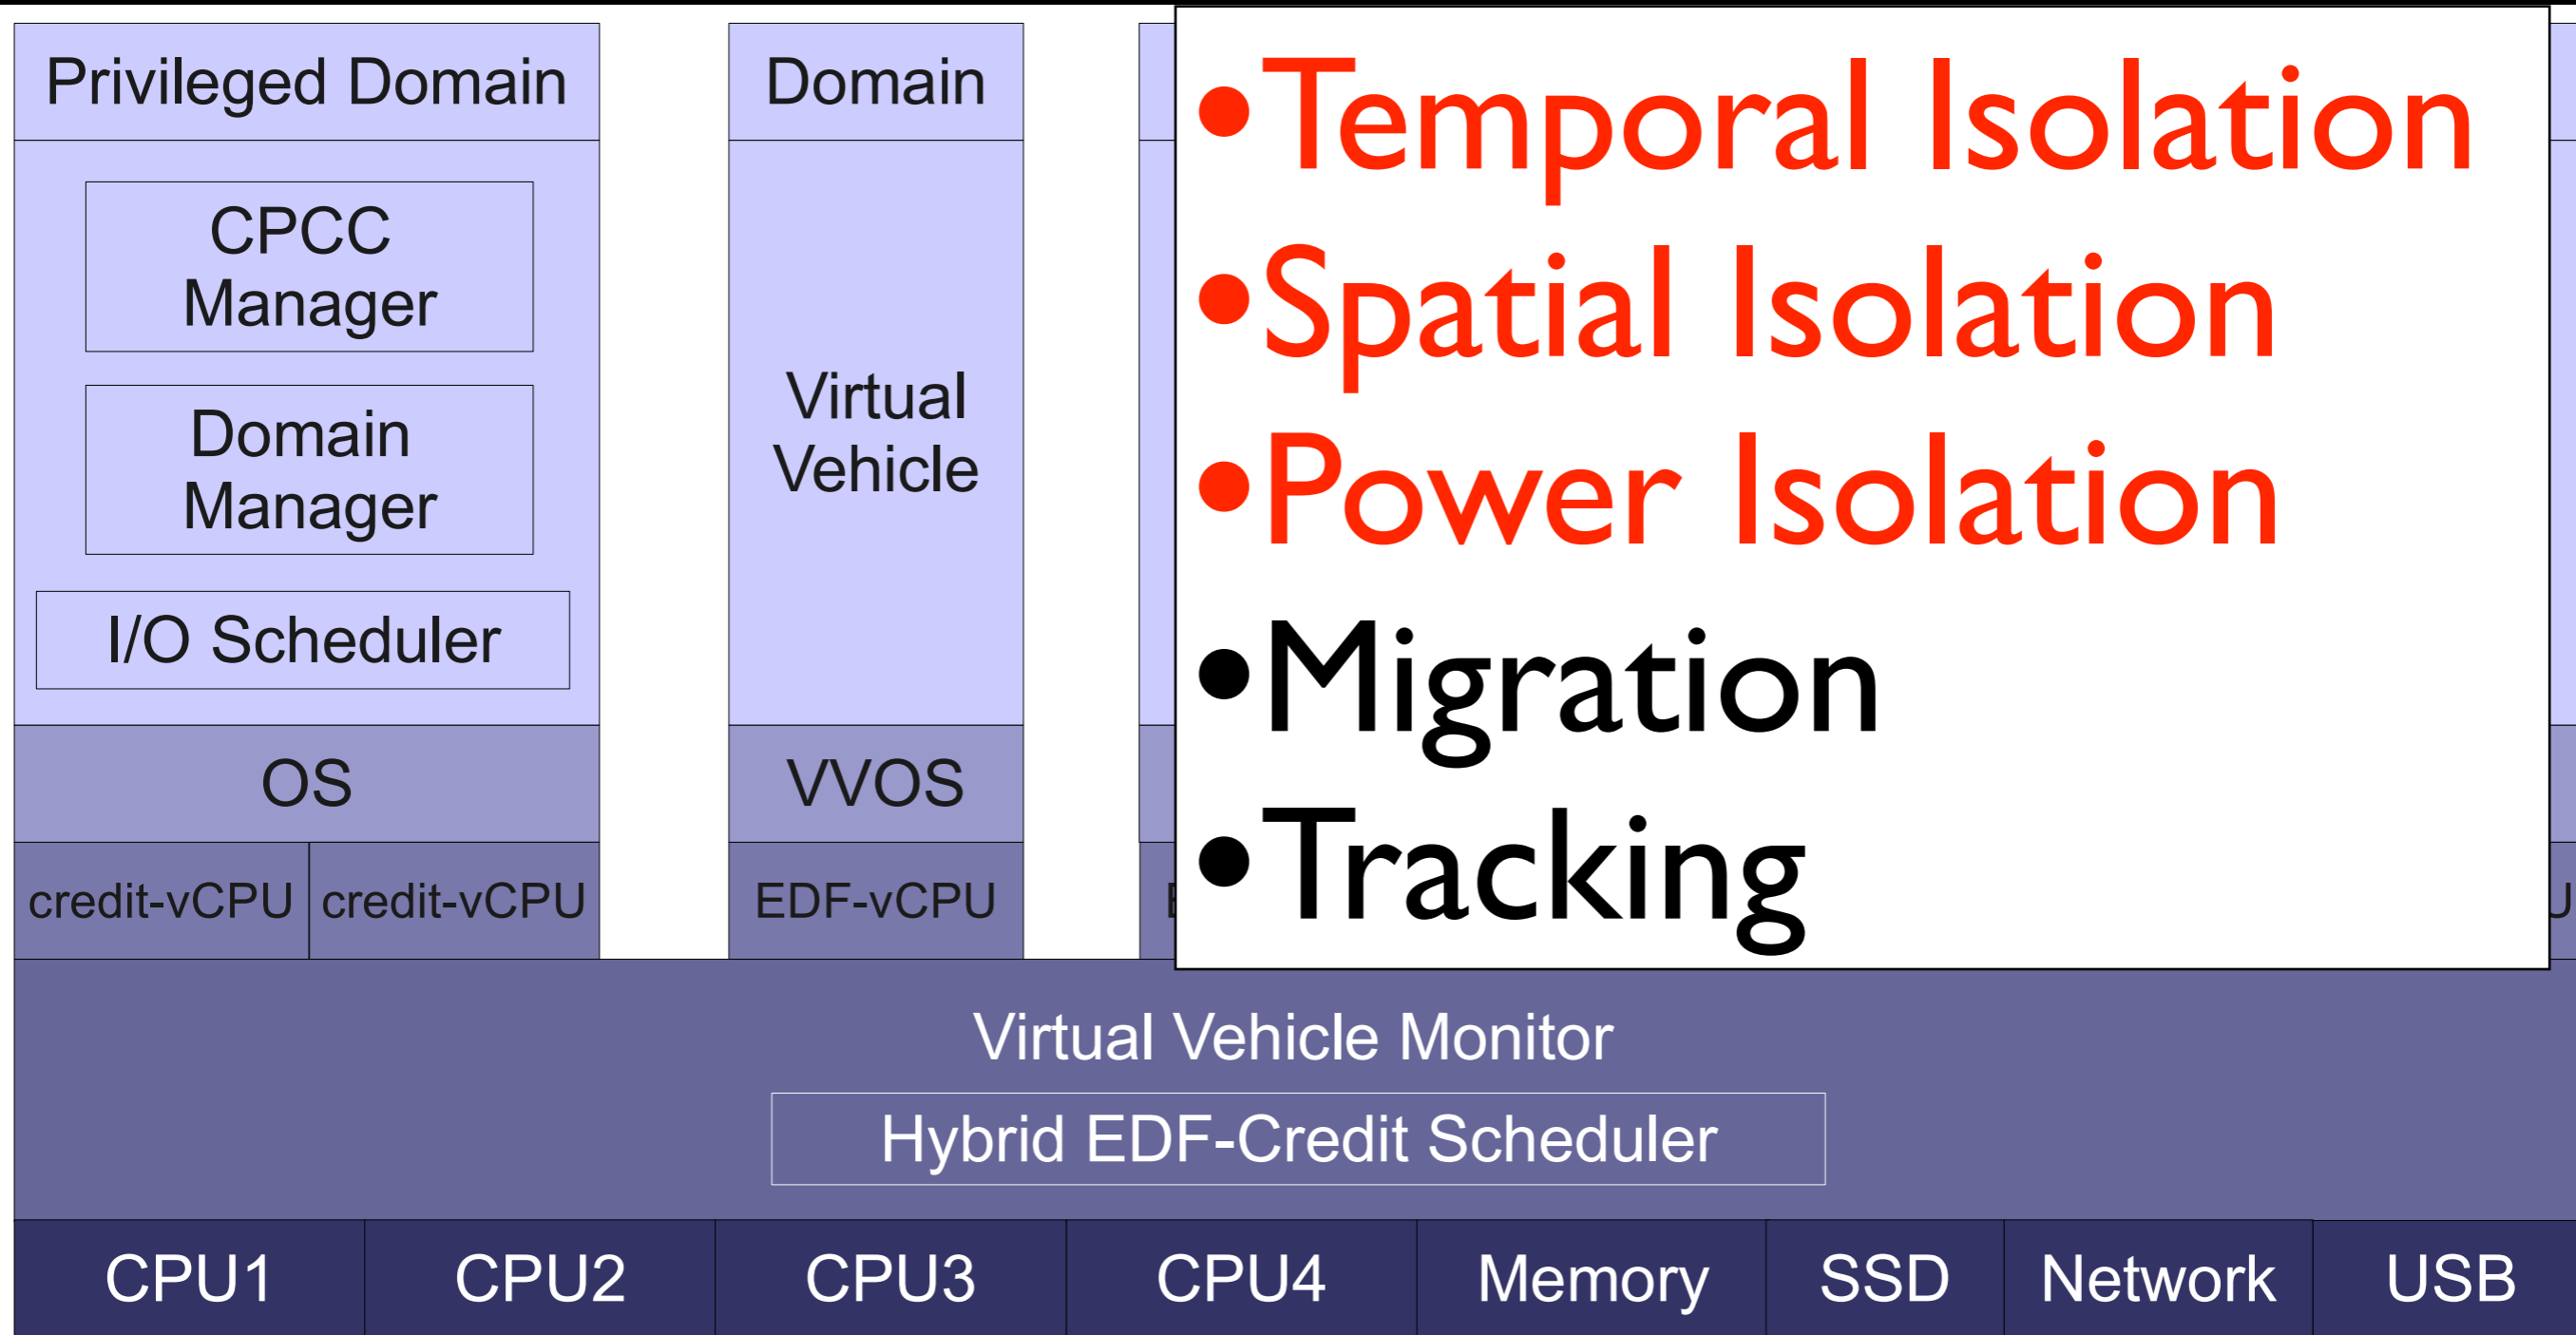 Privileged Domain
CPCC
Manager
Domain
Manager
I/O Scheduler
OS
credit-vCPU credit-vCPU
Domain
Virtual
Vehicle
VVOS
EDF-vCPU
•Temporal Isolation
•Spatial Isolation
•Power Isolation
•Migration
•Tracking
Virtual Vehicle Monitor
Hybrid EDF-Credit Scheduler
CPU1 CPU2 CPU3 CPU4 Memory SSD Network USB